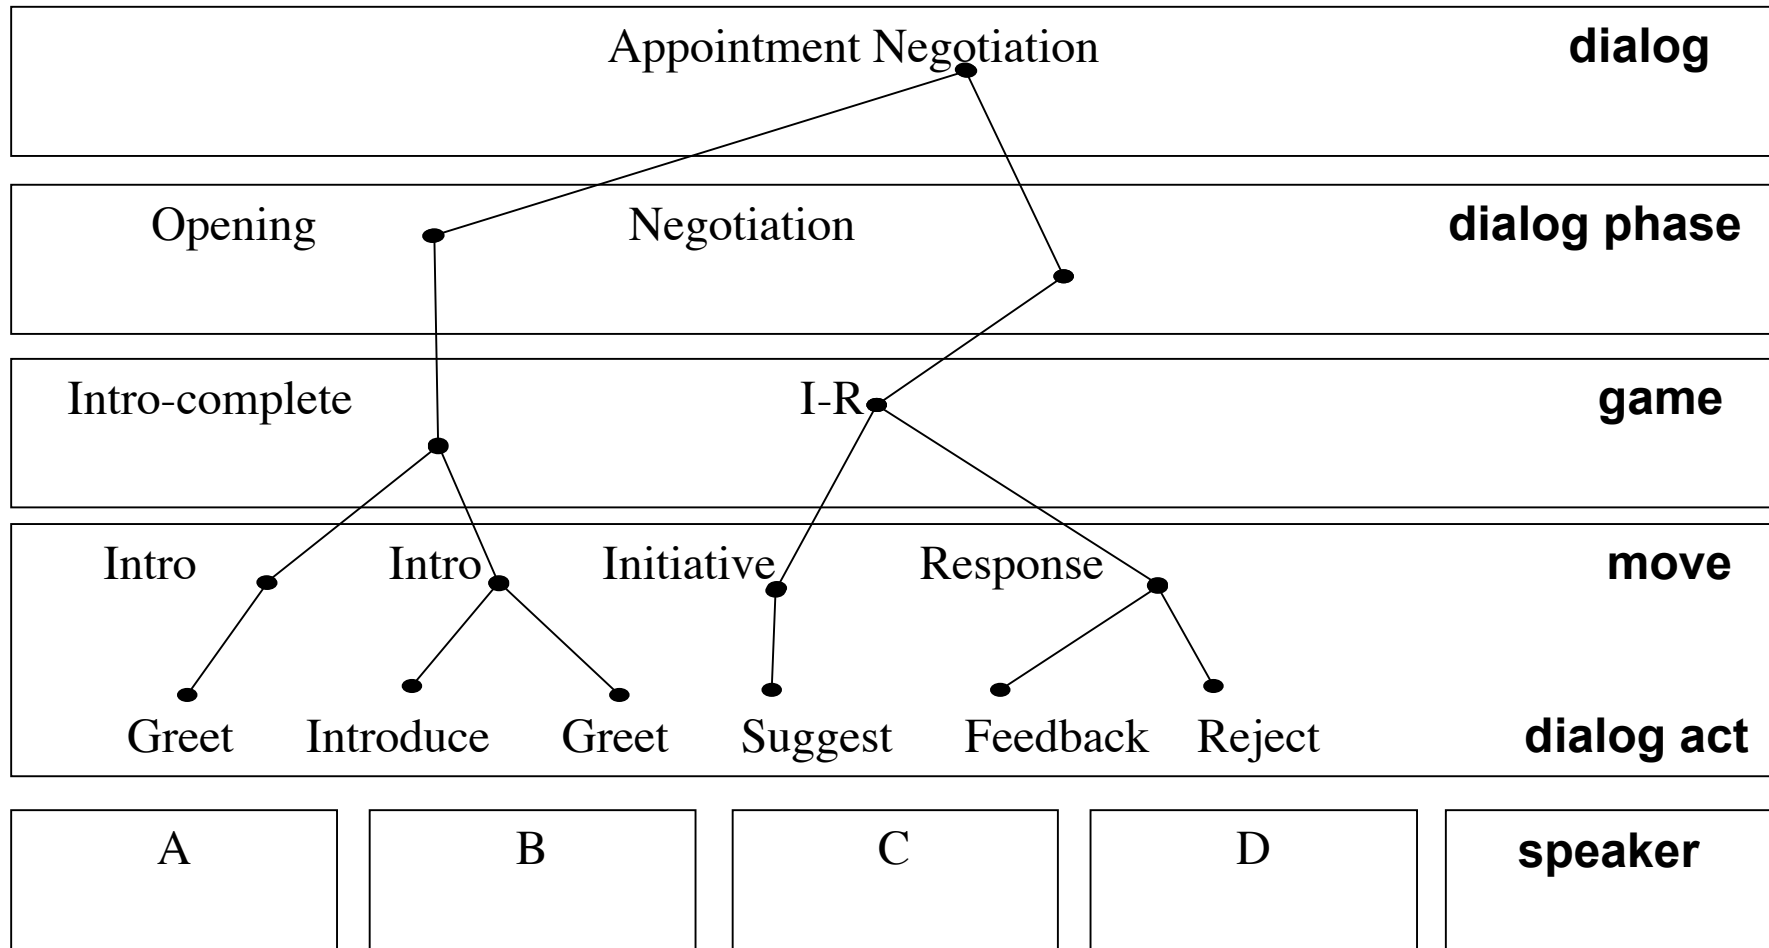 Appointment Negotiation dialog
Opening Negotiation dialog phase
Intro-complete I-R game
Intro Intro Initiative Response move
Greet Introduce Greet Suggest Feedback Reject dialog act
A B C D speaker